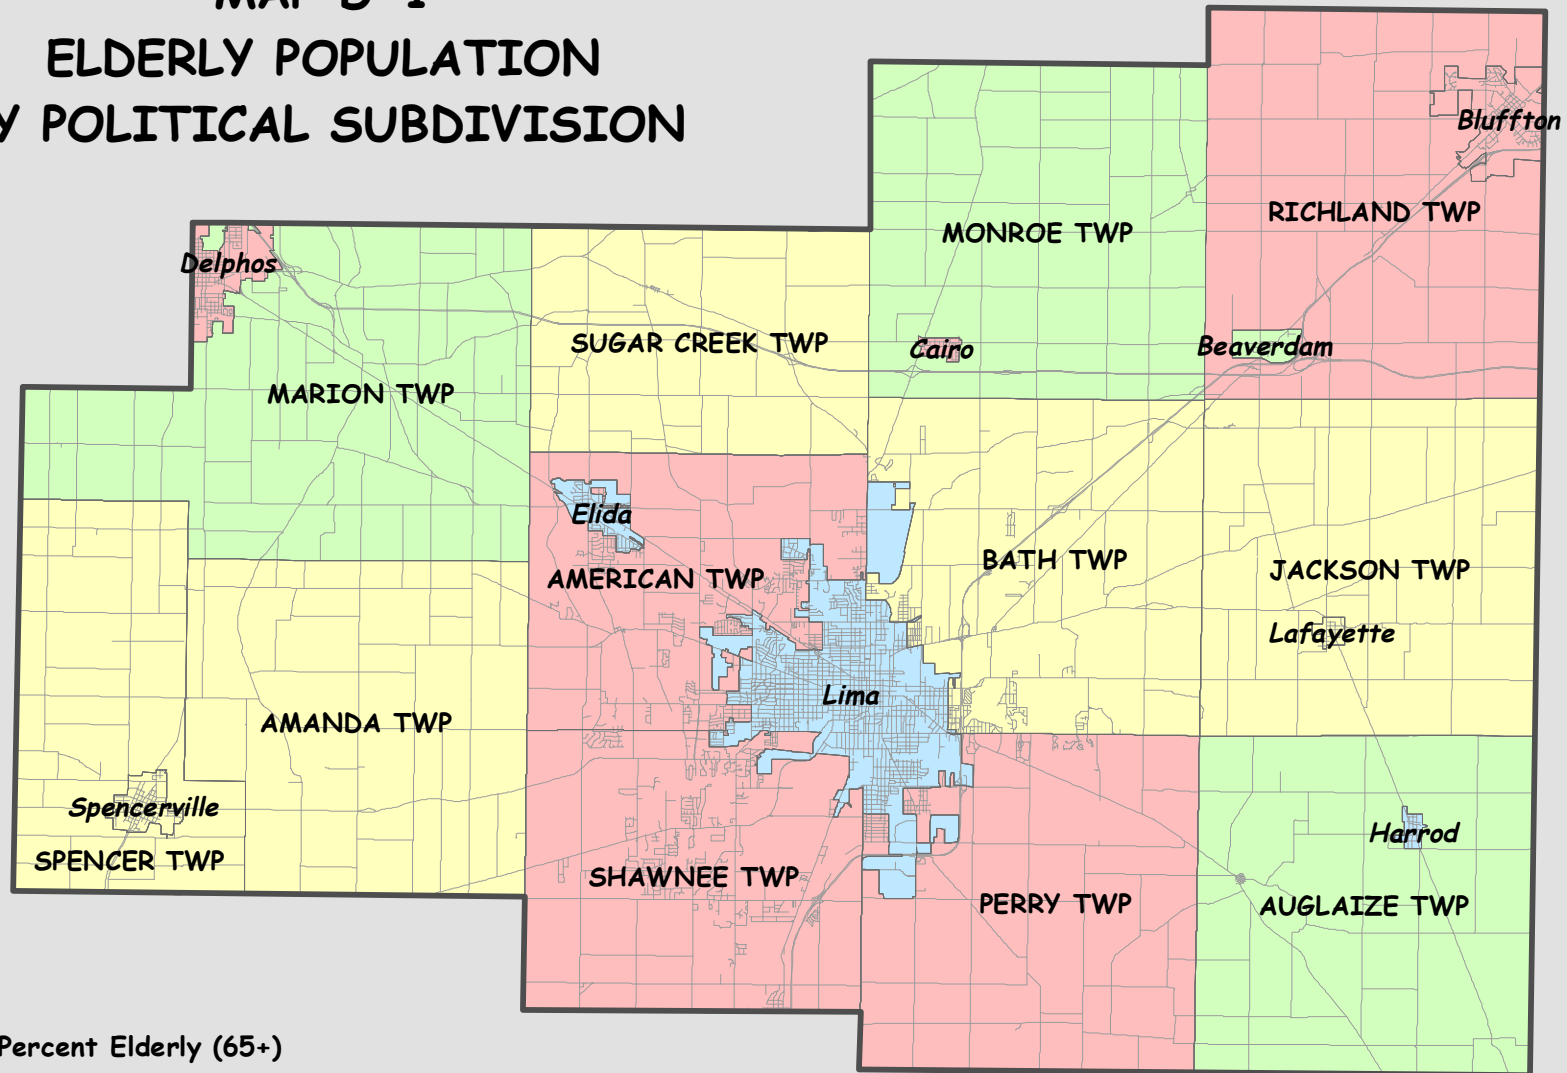 ELDERLY POPULATION
Y POLITICAL SUBDIVISION
Bluffton
RICHLAND TWP
MONROE TWP
Delphos
SUGAR CREEK TWP
Cairo
Beaverdam
MARION TWP
Elida
AMERICAN TWP
BATH TWP
JACKSON TWP
Lafayette
Lima
AMANDA TWP
Spencerville
SPENCER TWP
Harrod
SHAWNEE TWP
PERRY TWP
AUGLAIZE TWP
Percent Elderly (65+)